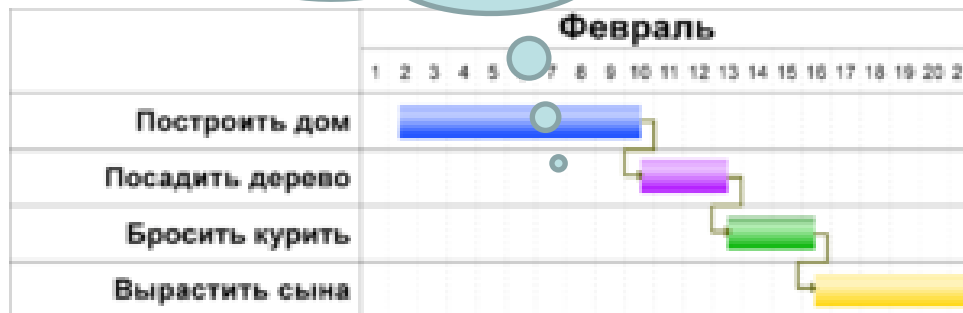 Февраль
1 2 3 4 5 7 8 9 10 11 12 13 14 15 16 17 18 19 20
Построить дом
Посадить дерево
Бросить курить
Вырастить сына